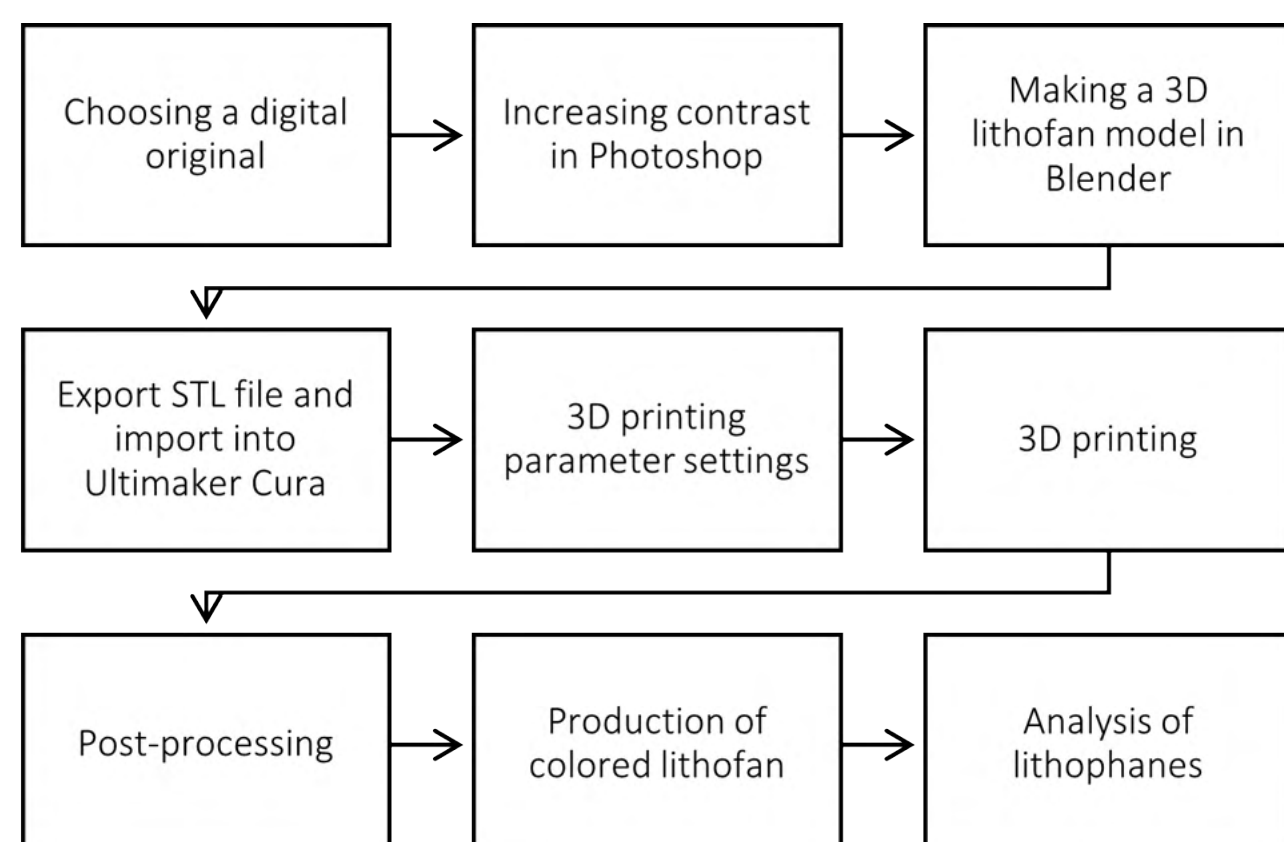 Choosing a digital
original
Increasing contrast
in Photoshop
Making a 3D
lithofan model in
Blender
Export STL file and
import into
Ultimaker Cura
3D printing
parameter settings
3D printing
Post-processing
Production of
colored lithofan
Analysis of
lithophanes